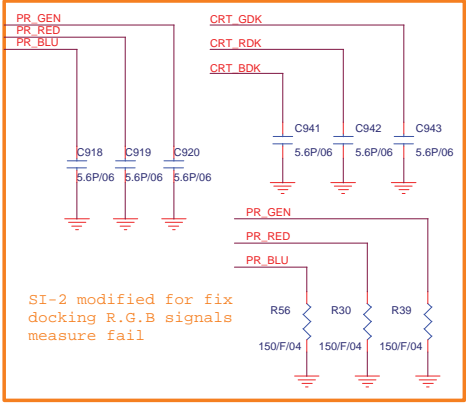 PR_GEN
PR_RED
PR_BLU
C918
5.6P/06
C919
5.6P/06
C920
5.6P/06
CRT_GDK
CRT_RDK
CRT_BDK
C941
5.6P/06
C942
5.6P/06
C943
5.6P/06
PR_GEN
PR_RED
PR_BLU
R56
150/F/04
R30
150/F/04
R39
150/F/04
SI-2 modified for fix
docking R.G.B signals
measure fail